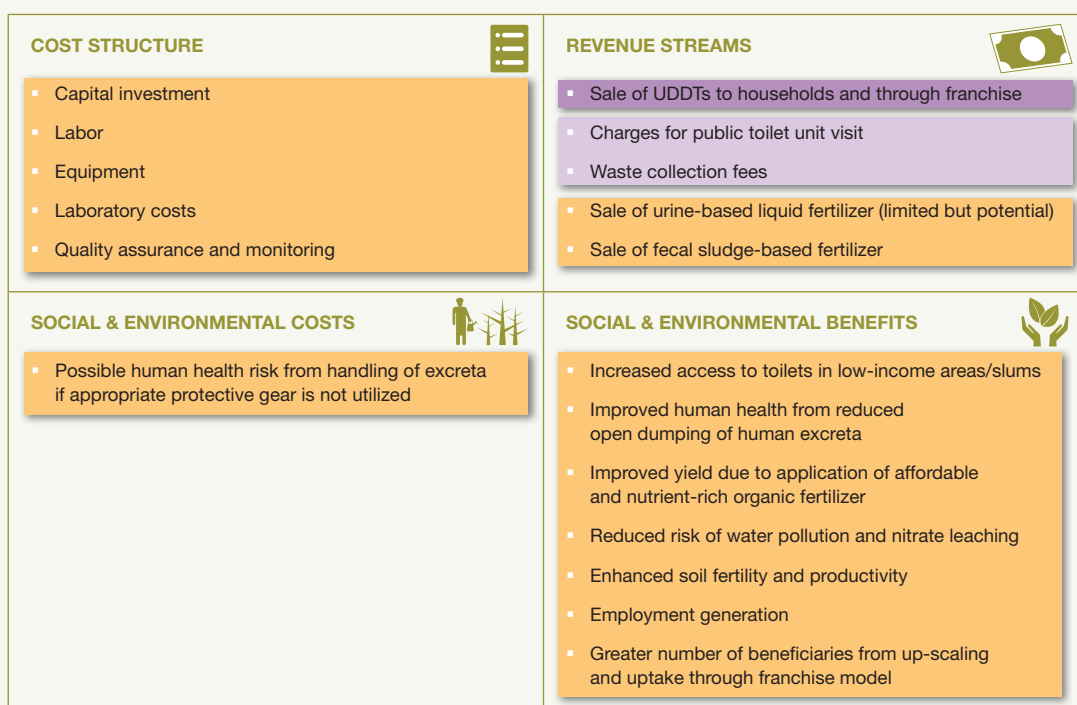 COST STRUCTURE
▪ Capital investment
▪ Labor
▪ Equipment
▪ Laboratory costs
▪ Quality assurance and monitoring
REVENUE STREAMS
▪ Sale of UDDTs to households and through franchise
▪ Charges for public toilet unit visit
▪ Waste collection fees
▪ Sale of urine-based liquid fertilizer (limited but potential)
▪ Sale of fecal sludge-based fertilizer
SOCIAL & ENVIRONMENTAL COSTS
▪ Possible human health risk from handling of excreta
if appropriate protective gear is not utilized
SOCIAL & ENVIRONMENTAL BENEFITS
▪ Increased access to toilets in low-income areas/slums
▪ Improved human health from reduced
open dumping of human excreta
▪ Improved yield due to application of affordable
and nutrient-rich organic fertilizer
▪ Reduced risk of water pollution and nitrate leaching
▪ Enhanced soil fertility and productivity
▪ Employment generation
▪ Greater number of beneficiaries from up-scaling
and uptake through franchise model